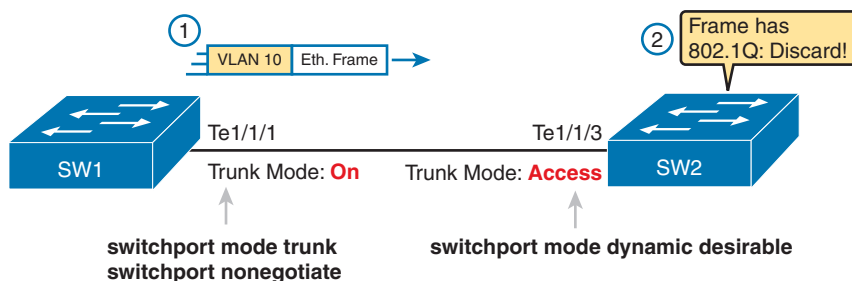 1
VLAN 10 Eth. Frame
2
Frame has
802.1Q: Discard!
SW1
Te1/1/1
Te1/1/3
SW2
Trunk Mode: On
Trunk Mode: Access
switchport mode trunk
switchport nonegotiate
switchport mode dynamic desirable